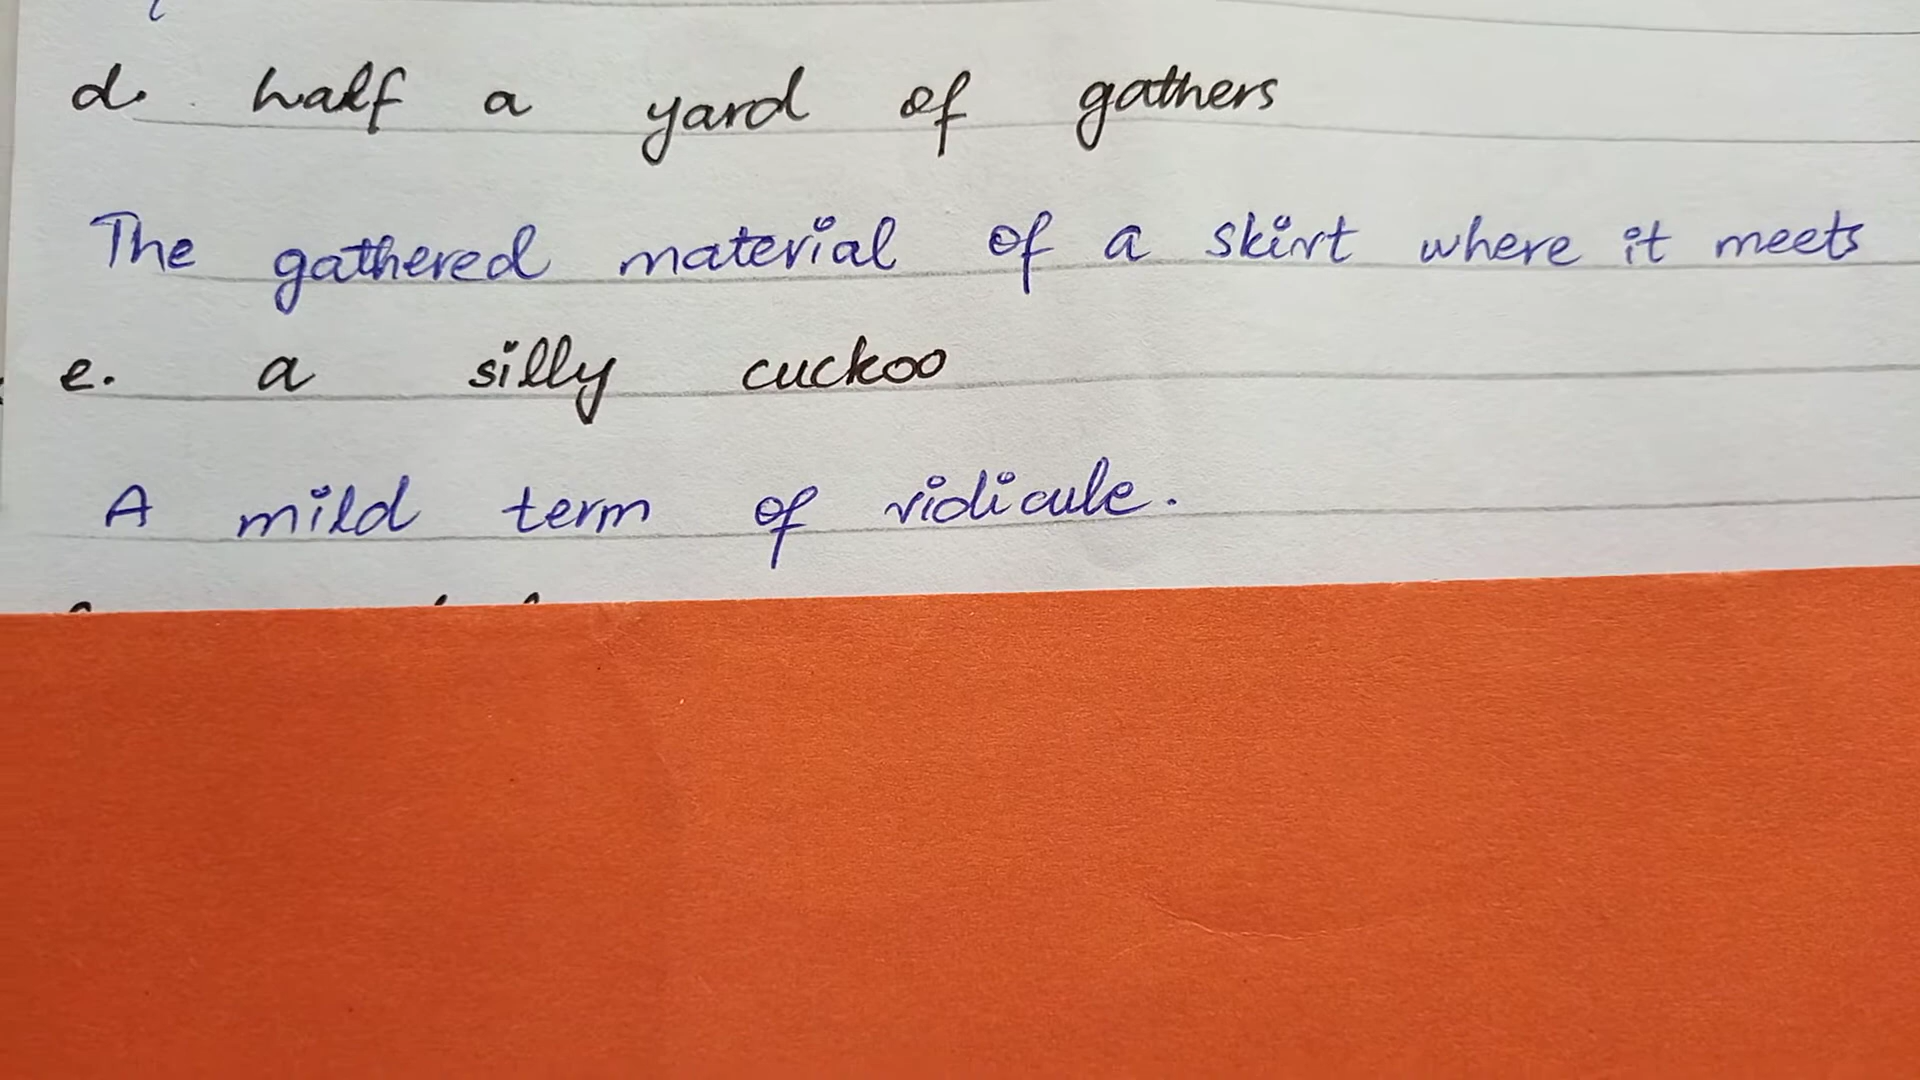 d. half a yard of gathers
The gathered material of a skirt where it meets
e. a silly cuckoo
A mild term of ridicule.